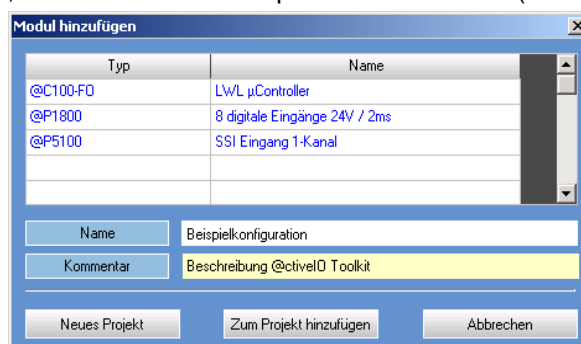 Modul hinzufügen
Typ Name
@C100-FO LWL µController
@P1800 8 digitale Eingänge 24V / 2ms
@P5100 SSI Eingang 1-Kanal
Name Beispielkonfiguration
Kommentar Beschreibung @ctiveIO Toolkit
Neues Projekt Zum Projekt hinzufügen Abbrechen